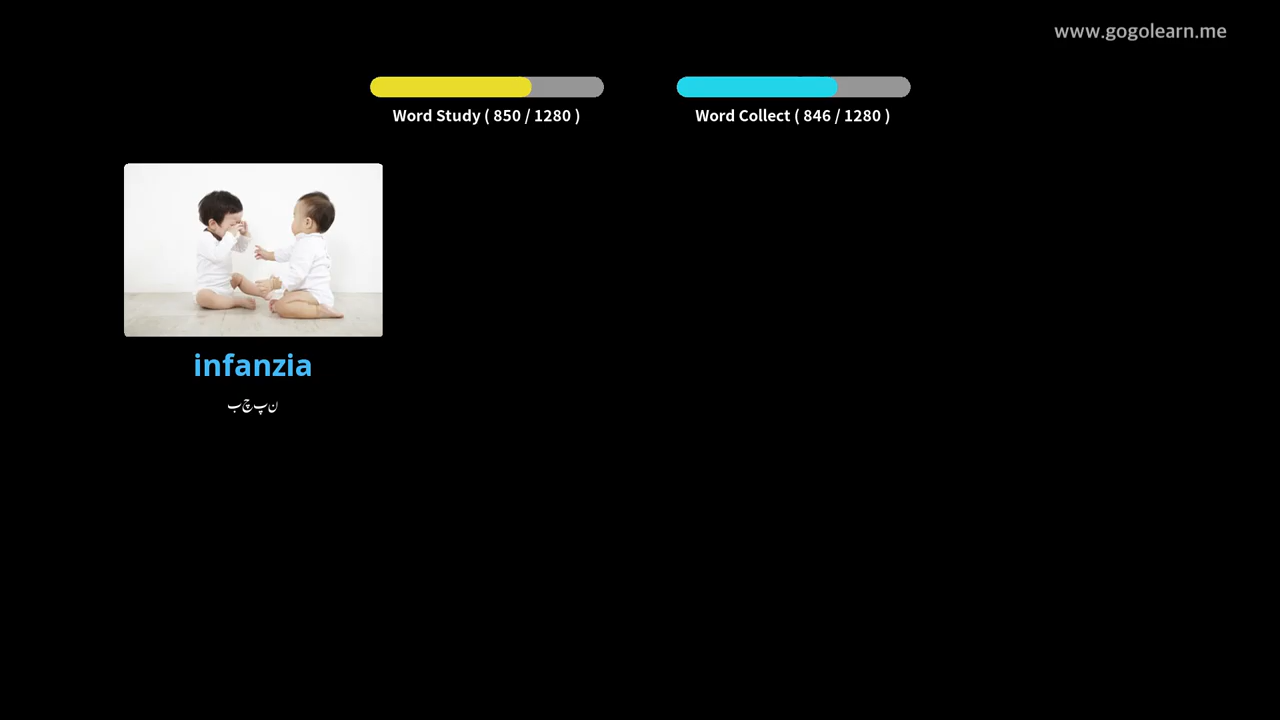 www.gogolearn.me
Word Study ( 850 / 1280 )
Word Collect ( 846 / 1280 )
infanzia
ن پ چ ب